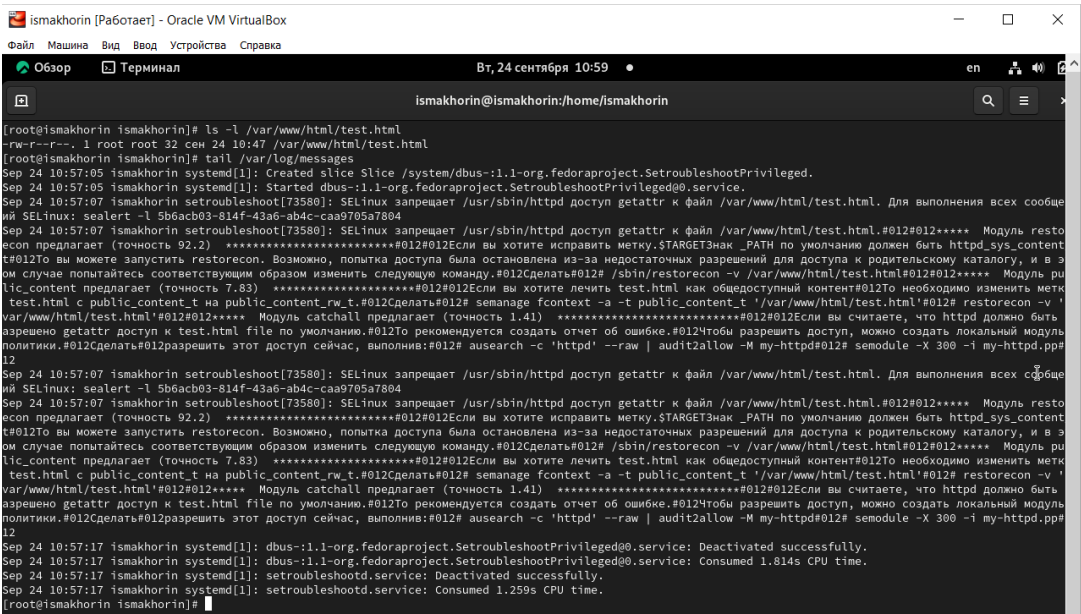 ismakhorin [Работает] - Oracle VM VirtualBox
Файл Машина Вид Ввод Устройства Справка
Обзор Терминал Вт, 24 сентября 10:59 en
ismakhorin@ismakhorin:/home/ismakhorin
[root@ismakhorin ismakhorin]# ls -l /var/www/html/test.html
-rw-r--r--. 1 root root 32 сен 24 10:47 /var/www/html/test.html
[root@ismakhorin ismakhorin]# tail /var/log/messages
Sep 24 10:57:05 ismakhorin systemd[1]: Created slice Slice /system/dbus-:1.1-org.fedoraproject.SetroubleshootPrivileged.
Sep 24 10:57:05 ismakhorin systemd[1]: Started dbus-:1.1-org.fedoraproject.SetroubleshootPrivileged@0.service.
Sep 24 10:57:07 ismakhorin setroubleshoot[73580]: SELinux запрещает /usr/sbin/httpd доступ getattr к файл /var/www/html/test.html. Для выполнения всех сообще
ий SELinux: sealert -l 5b6acb03-814f-43a6-ab4c-caa9705a7804
Sep 24 10:57:07 ismakhorin setroubleshoot[73580]: SELinux запрещает /usr/sbin/httpd доступ getattr к файл /var/www/html/test.html.#012#012***** Модуль resto
econ предлагает (точность 92.2) *************************#012#012Если вы хотите исправить метку.$TARGETЗнак _PATH по умолчанию должен быть httpd_sys_content
t#012То вы можете запустить restorecon. Возможно, попытка доступа была остановлена из-за недостаточных разрешений для доступа к родительскому каталогу, и в э
ом случае попытайтесь соответствующим образом изменить следующую команду.#012Сделать#012# /sbin/restorecon -v /var/www/html/test.html#012#012***** Модуль pu
lic_content предлагает (точность 7.83) *********************#012#012Если вы хотите лечить test.html как общедоступный контент#012То необходимо изменить метк
test.html с public_content_t на public_content_rw_t.#012Сделать#012# semanage fcontext -a -t public_content_t '/var/www/html/test.html'#012# restorecon -v '
var/www/html/test.html'#012#012***** Модуль catchall предлагает (точность 1.41) ***************************#012#012Если вы считаете, что httpd должно быть
азрешено getattr доступ к test.html file по умолчанию.#012То рекомендуется создать отчет об ошибке.#012Чтобы разрешить доступ, можно создать локальный модуль
политики.#012Сделать#012разрешить этот доступ сейчас, выполнив:#012# ausearch -c 'httpd' --raw | audit2allow -M my-httpd#012# semodule -X 300 -i my-httpd.pp#
12
Sep 24 10:57:07 ismakhorin setroubleshoot[73580]: SELinux запрещает /usr/sbin/httpd доступ getattr к файл /var/www/html/test.html. Для выполнения всех сообще
ий SELinux: sealert -l 5b6acb03-814f-43a6-ab4c-caa9705a7804
Sep 24 10:57:07 ismakhorin setroubleshoot[73580]: SELinux запрещает /usr/sbin/httpd доступ getattr к файл /var/www/html/test.html.#012#012***** Модуль resto
econ предлагает (точность 92.2) *************************#012#012Если вы хотите исправить метку.$TARGETЗнак _PATH по умолчанию должен быть httpd_sys_content
t#012То вы можете запустить restorecon. Возможно, попытка доступа была остановлена из-за недостаточных разрешений для доступа к родительскому каталогу, и в э
ом случае попытайтесь соответствующим образом изменить следующую команду.#012Сделать#012# /sbin/restorecon -v /var/www/html/test.html#012#012***** Модуль pu
lic_content предлагает (точность 7.83) *********************#012#012Если вы хотите лечить test.html как общедоступный контент#012То необходимо изменить метк
test.html с public_content_t на public_content_rw_t.#012Сделать#012# semanage fcontext -a -t public_content_t '/var/www/html/test.html'#012# restorecon -v '
var/www/html/test.html'#012#012***** Модуль catchall предлагает (точность 1.41) ***************************#012#012Если вы считаете, что httpd должно быть
азрешено getattr доступ к test.html file по умолчанию.#012То рекомендуется создать отчет об ошибке.#012Чтобы разрешить доступ, можно создать локальный модуль
политики.#012Сделать#012разрешить этот доступ сейчас, выполнив:#012# ausearch -c 'httpd' --raw | audit2allow -M my-httpd#012# semodule -X 300 -i my-httpd.pp#
12
Sep 24 10:57:17 ismakhorin systemd[1]: dbus-:1.1-org.fedoraproject.SetroubleshootPrivileged@0.service: Deactivated successfully.
Sep 24 10:57:17 ismakhorin systemd[1]: dbus-:1.1-org.fedoraproject.SetroubleshootPrivileged@0.service: Consumed 1.814s CPU time.
Sep 24 10:57:17 ismakhorin systemd[1]: setroubleshootd.service: Deactivated successfully.
Sep 24 10:57:17 ismakhorin systemd[1]: setroubleshootd.service: Consumed 1.259s CPU time.
[root@ismakhorin ismakhorin]#